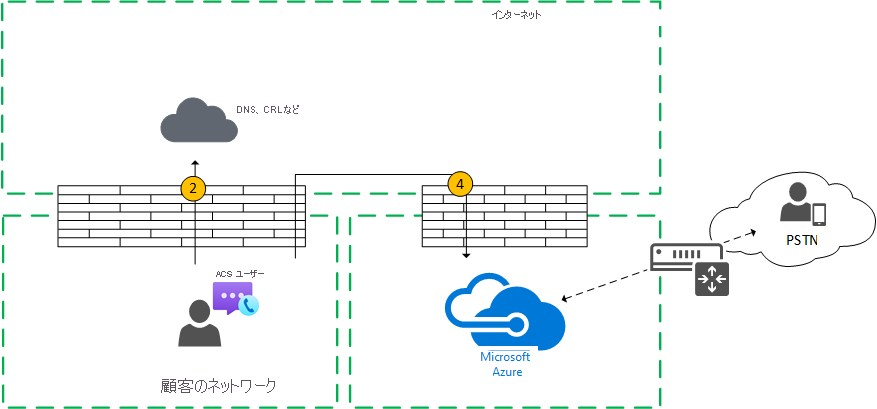 インターネット
DNS、CRLなど
2
4
PSTN
ACS ユーザー
Microsoft
Azure
顧客のネットワーク